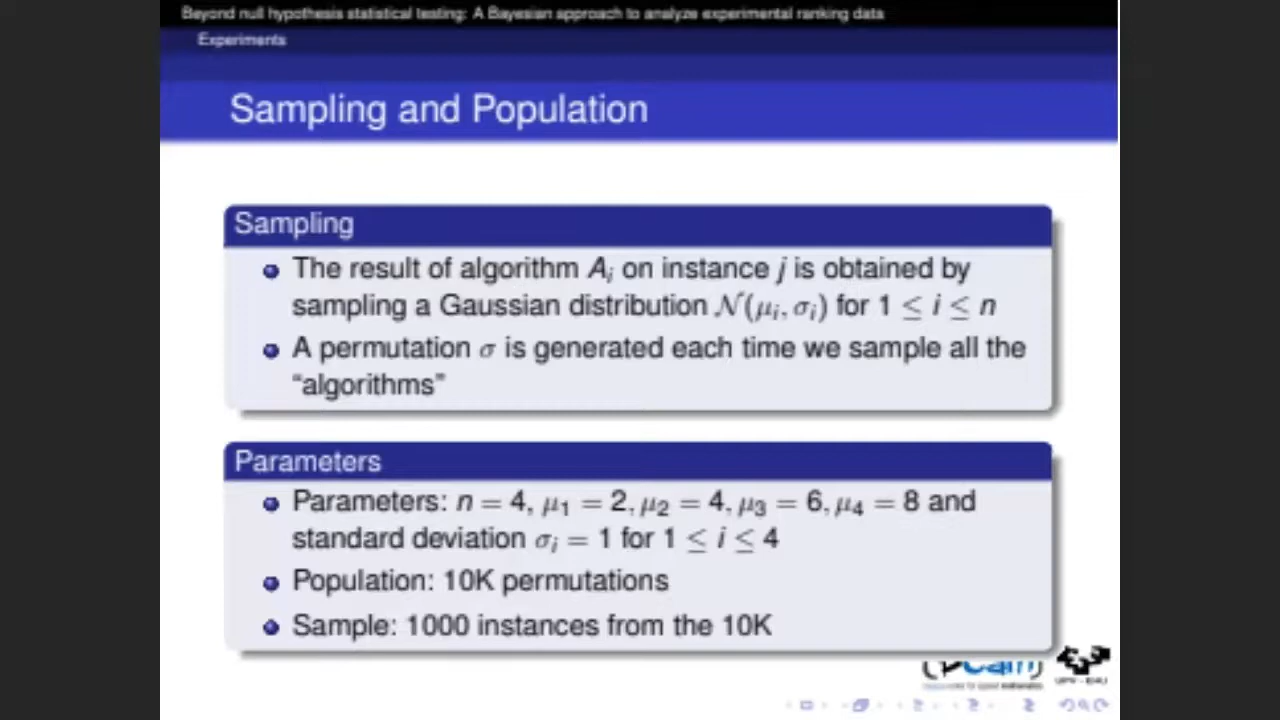 Beyond null hypothesis statistical testing: A Bayesian approach to analyze experimental ranking data
Experiments
Sampling and Population
Sampling
The result of algorithm Aᵢ on instance j is obtained by
sampling a Gaussian distribution 𝒩(μᵢ, σᵢ) for 1 ≤ i ≤ n
A permutation σ is generated each time we sample all the
“algorithms”
Parameters
Parameters: n = 4, μ₁ = 2, μ₂ = 4, μ₃ = 6, μ₄ = 8 and
standard deviation σᵢ = 1 for 1 ≤ i ≤ 4
Population: 10K permutations
Sample: 1000 instances from the 10K